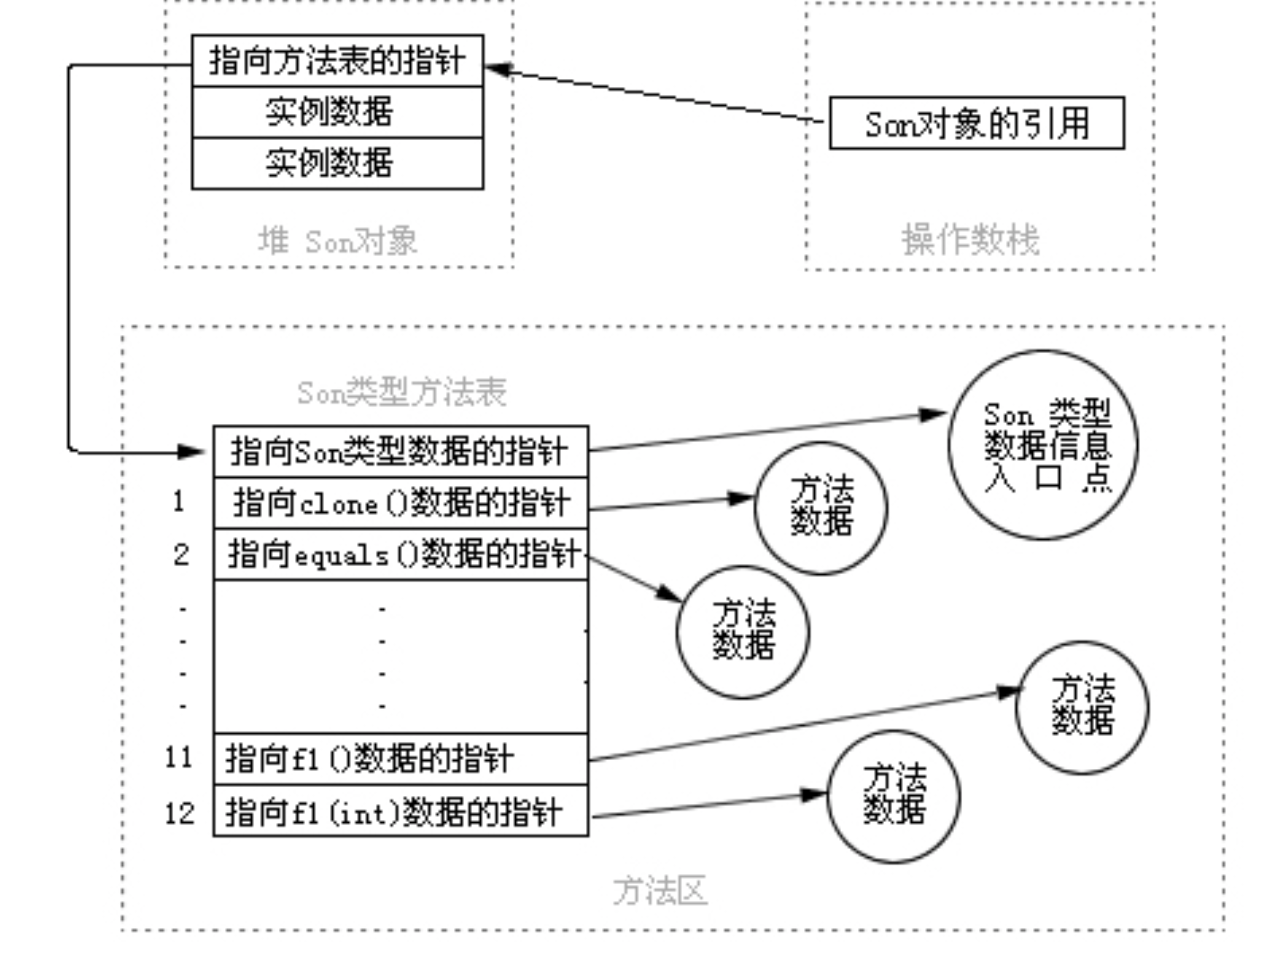 指向方法表的指针
实例数据
实例数据
堆 Son对象
Son对象的引用
操作数栈
Son类型方法表
指向Son类型数据的指针
1 指向clone()数据的指针
2 指向equals()数据的指针
11 指向f1()数据的指针
12 指向f1(int)数据的指针
Son 类型
数据信息
入 口 点
方法
数据
方法
数据
方法
数据
方法
数据
方法区